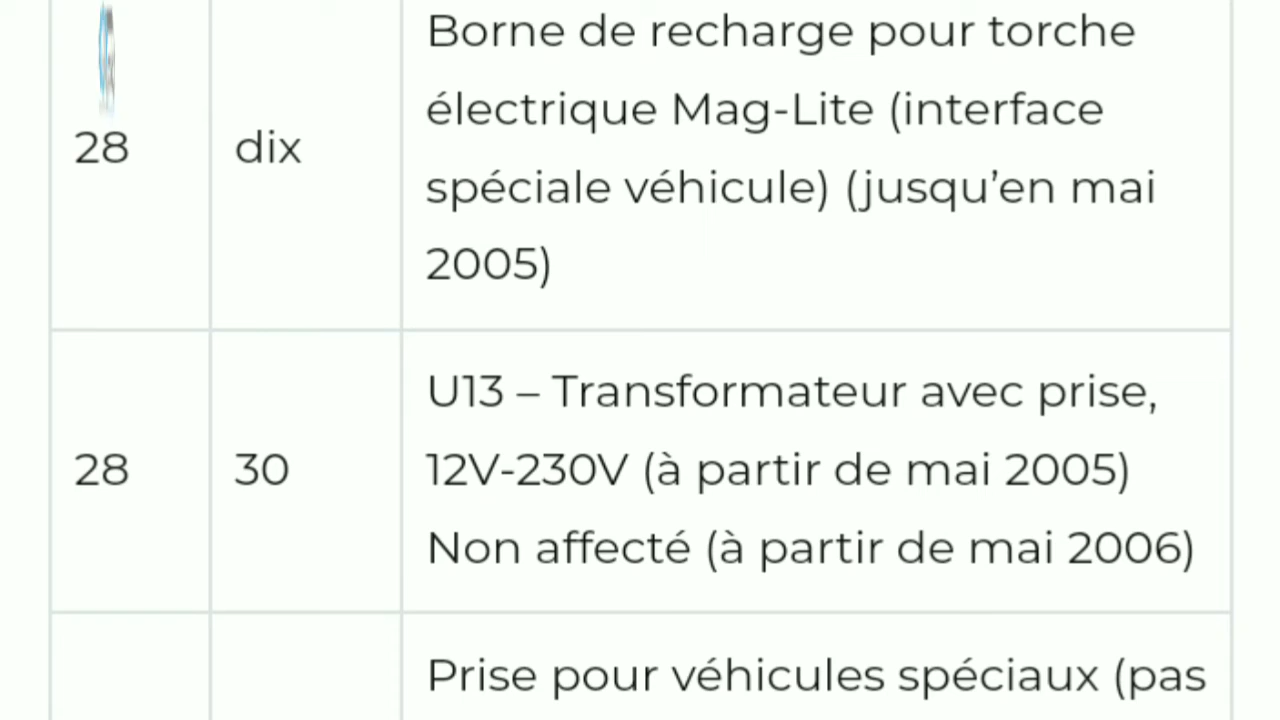 Borne de recharge pour torche
électrique Mag-Lite (interface
28 dix
spéciale véhicule) (jusqu’en mai
2005)
U13 – Transformateur avec prise,
28 30 12V-230V (à partir de mai 2005)
Non affecté (à partir de mai 2006)
Prise pour véhicules spéciaux (pas